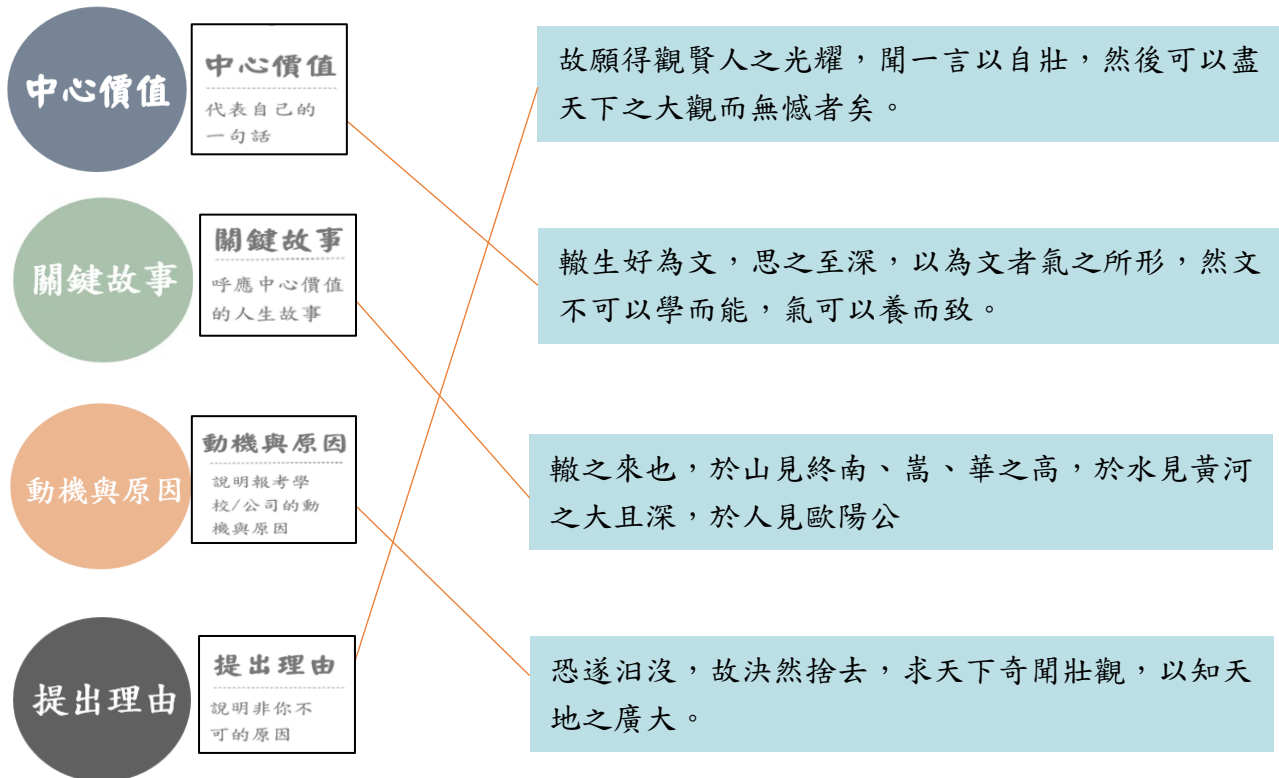 中心價值
中心價值
代表自己的
一句話
故願得觀賢人之光耀,聞一言以自壯,然後可以盡
天下之大觀而無憾者矣。
關鍵故事
關鍵故事
呼應中心價值
的人生故事
轍生好為文,思之至深,以為文者氣之所形,然文
不可以學而能,氣可以養而致。
動機與原因
動機與原因
說明報考學
校/公司的動
機與原因
轍之來也,於山見終南、嵩、華之高,於水見黃河
之大且深,於人見歐陽公
提出理由
提出理由
說明非你不
可的原因
恐遂汩沒,故決然捨去,求天下奇聞壯觀,以知天
地之廣大。